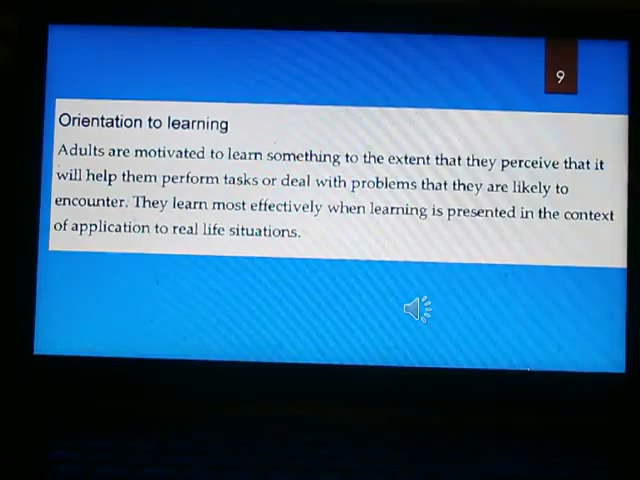 9
Orientation to learning
Adults are motivated to learn something to the extent that they perceive that it
will help them perform tasks or deal with problems that they are likely to
encounter. They learn most effectively when learning is presented in the context
of application to real life situations.